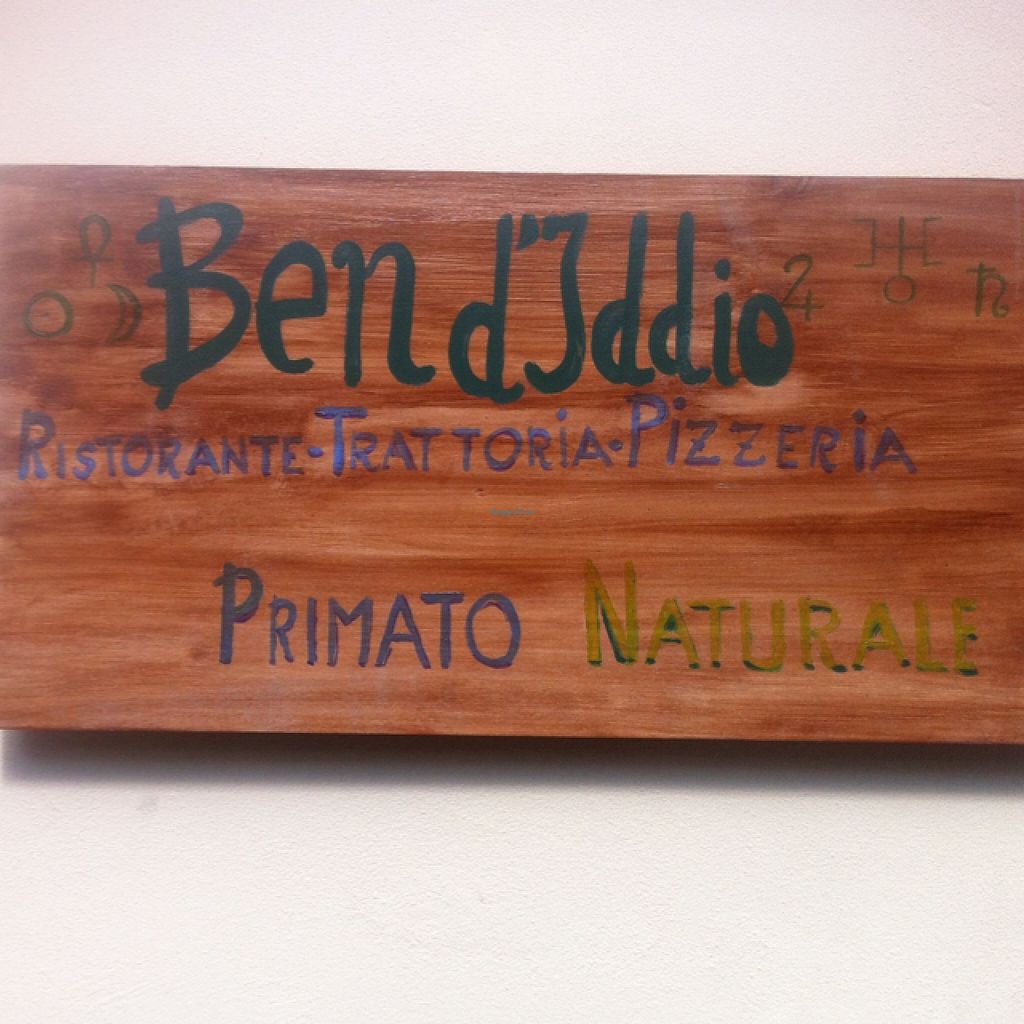 Ben d'Iddio
Ristorante-Trattoria-Pizzeria
Primato Naturale